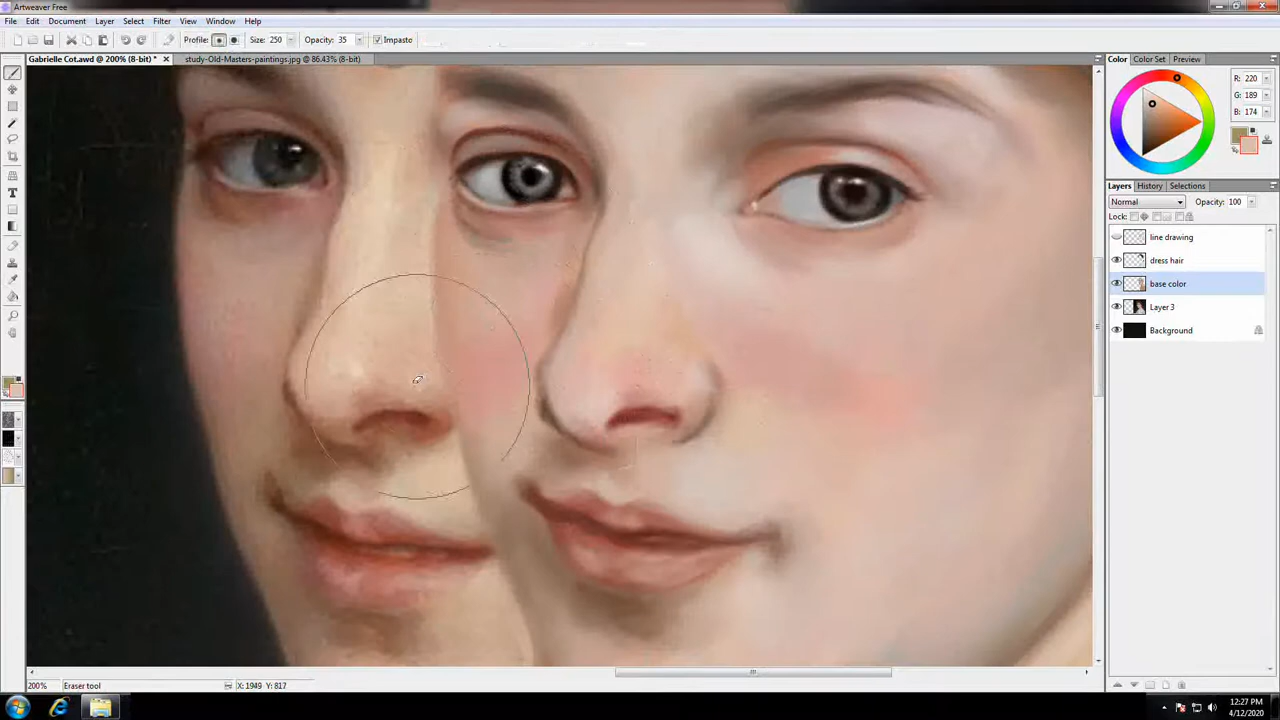 Artweaver Free
File Edit Document Layer Select Filter View Window Help
Profile: Size: 250 Opacity: 35 Impasto
Gabrielle Cot.awd @ 200% (8-bit) * study-Old-Masters-paintings.jpg @ 86.43% (8-bit)
Color Color Set Preview
R: 220
G: 189
B: 174
Layers History Selections
Normal Opacity: 100
Lock:
line drawing
dress hair
base color
Layer 3
Background
200% Eraser tool X: 1949 Y: 817
12:27 PM
4/12/2020